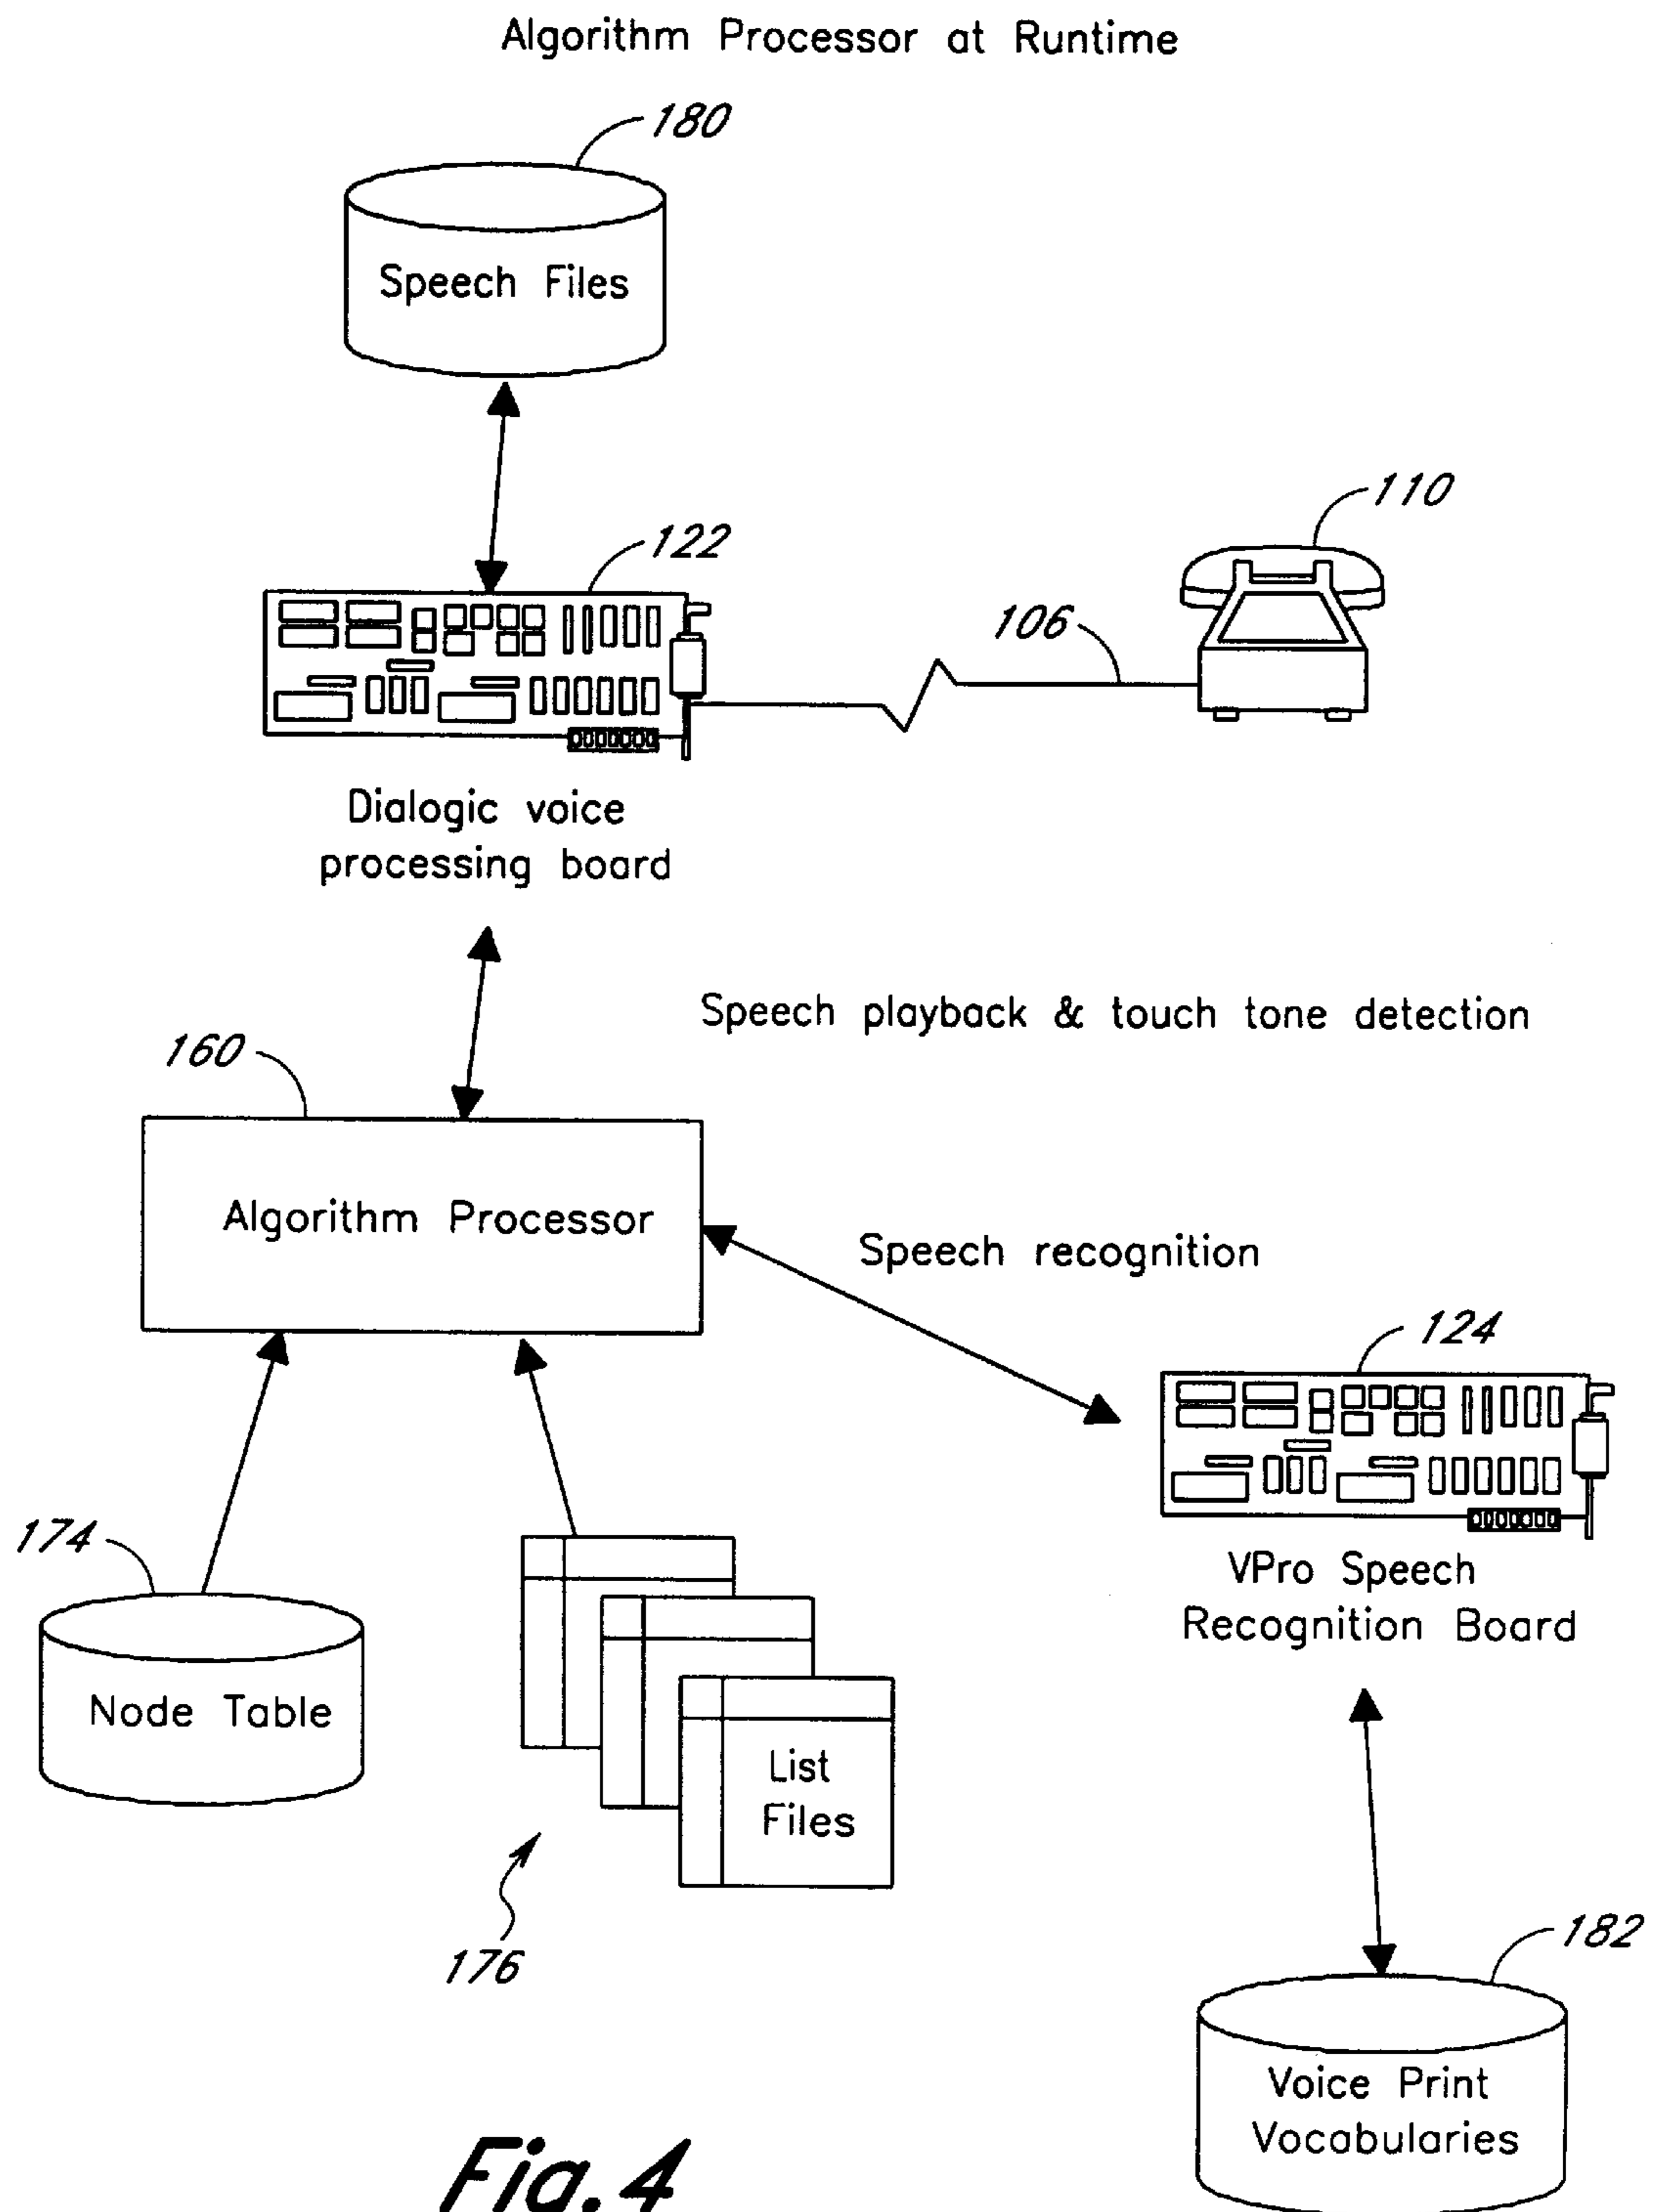 Algorithm Processor at Runtime
180
Speech Files
110
122
106
Dialogic voice
processing board
Speech playback & touch tone detection
160
Algorithm Processor
Speech recognition
124
VPro Speech
Recognition Board
174
Node Table
List
Files
176
182
Voice Print
Vocabularies
Fig. 4